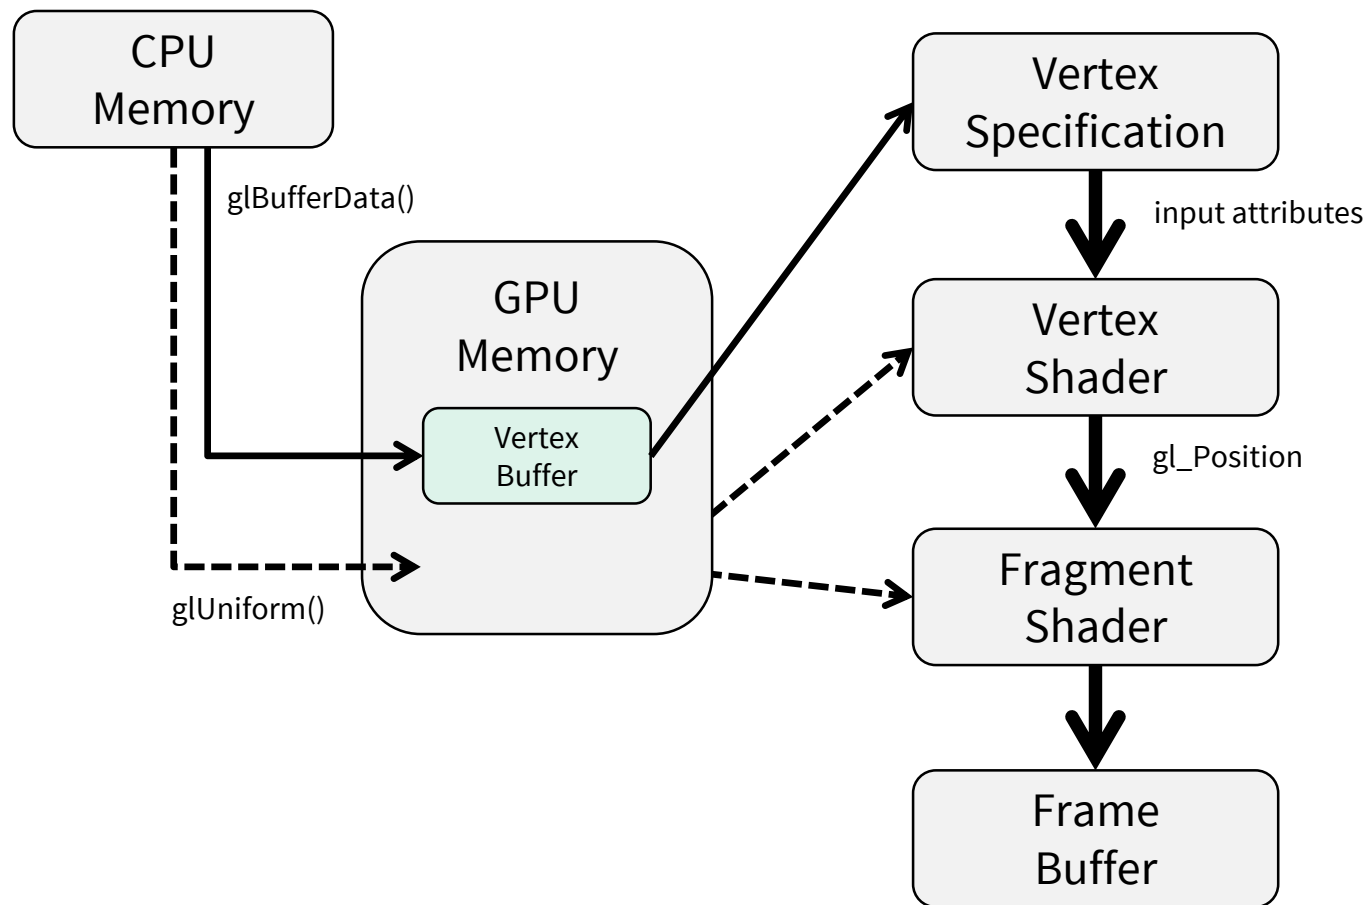 CPU
Memory
glBufferData()
GPU
Memory
Vertex
Buffer
glUniform()
Vertex
Specification
input attributes
Vertex
Shader
gl_Position
Fragment
Shader
Frame
Buffer